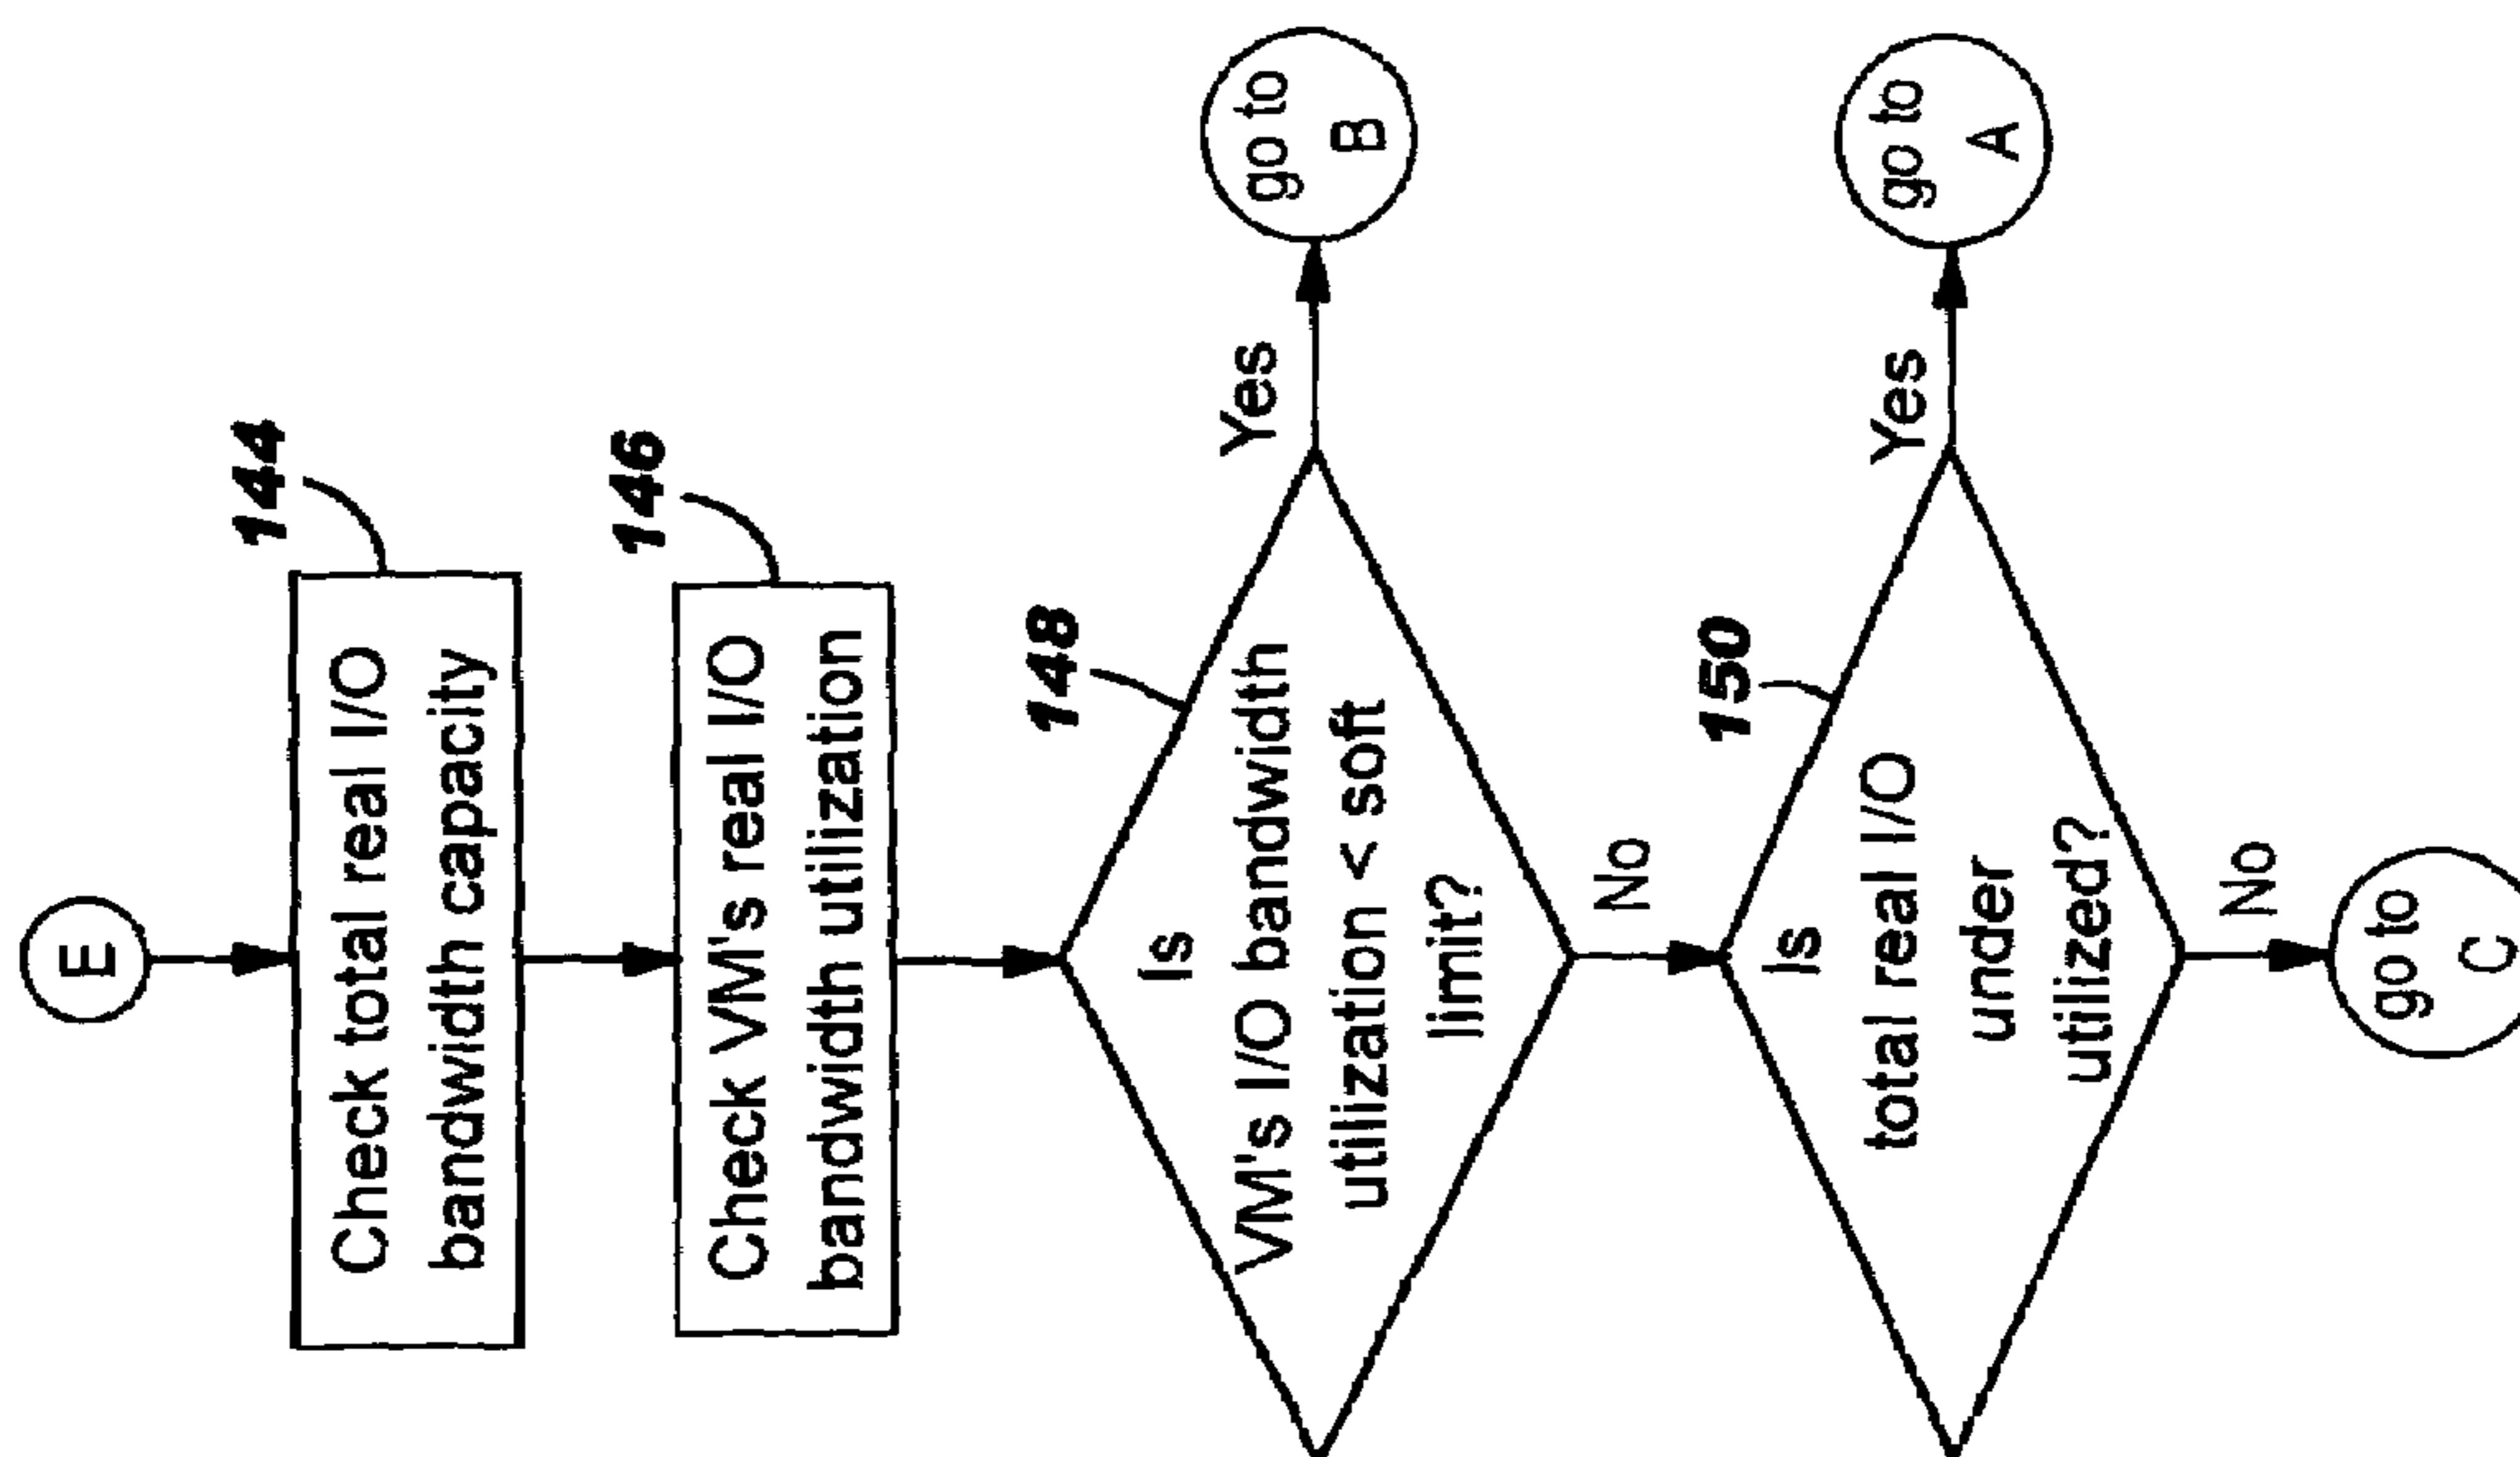 E
144
Check total real I/O
bandwidth capacity
146
Check VM's real I/O
bandwidth utilization
148
Is
VM's I/O bandwidth
utilization < soft
limit?
Yes
go to
B
No
150
Is
total real I/O
under
utilized?
Yes
go to
A
No
go to
C